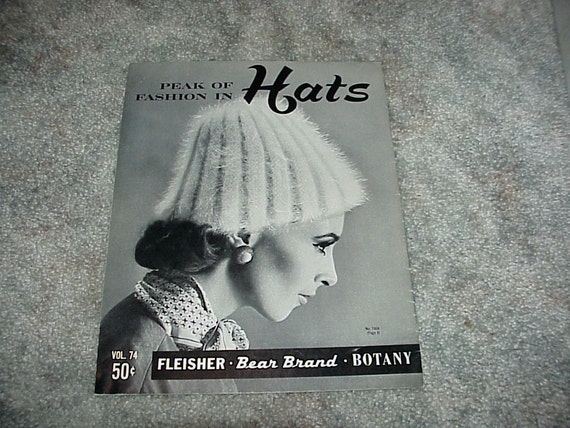 PEAK OF
FASHION IN Hats
VOL. 74
50¢
FLEISHER · Bear Brand · BOTANY